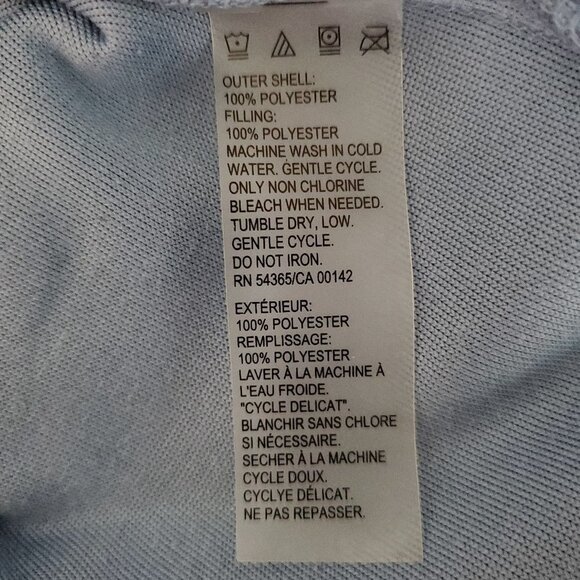 OUTER SHELL:
100% POLYESTER
FILLING:
100% POLYESTER
MACHINE WASH IN COLD
WATER. GENTLE CYCLE.
ONLY NON CHLORINE
BLEACH WHEN NEEDED.
TUMBLE DRY, LOW.
GENTLE CYCLE.
DO NOT IRON.
RN 54365/CA 00142
EXTÉRIEUR:
100% POLYESTER
REMPLISSAGE:
100% POLYESTER
LAVER À LA MACHINE À
L'EAU FROIDE.
"CYCLE DELICAT".
BLANCHIR SANS CHLORE
SI NÉCESSAIRE.
SECHER À LA MACHINE
CYCLE DOUX.
CYCLYE DÉLICAT.
NE PAS REPASSER.